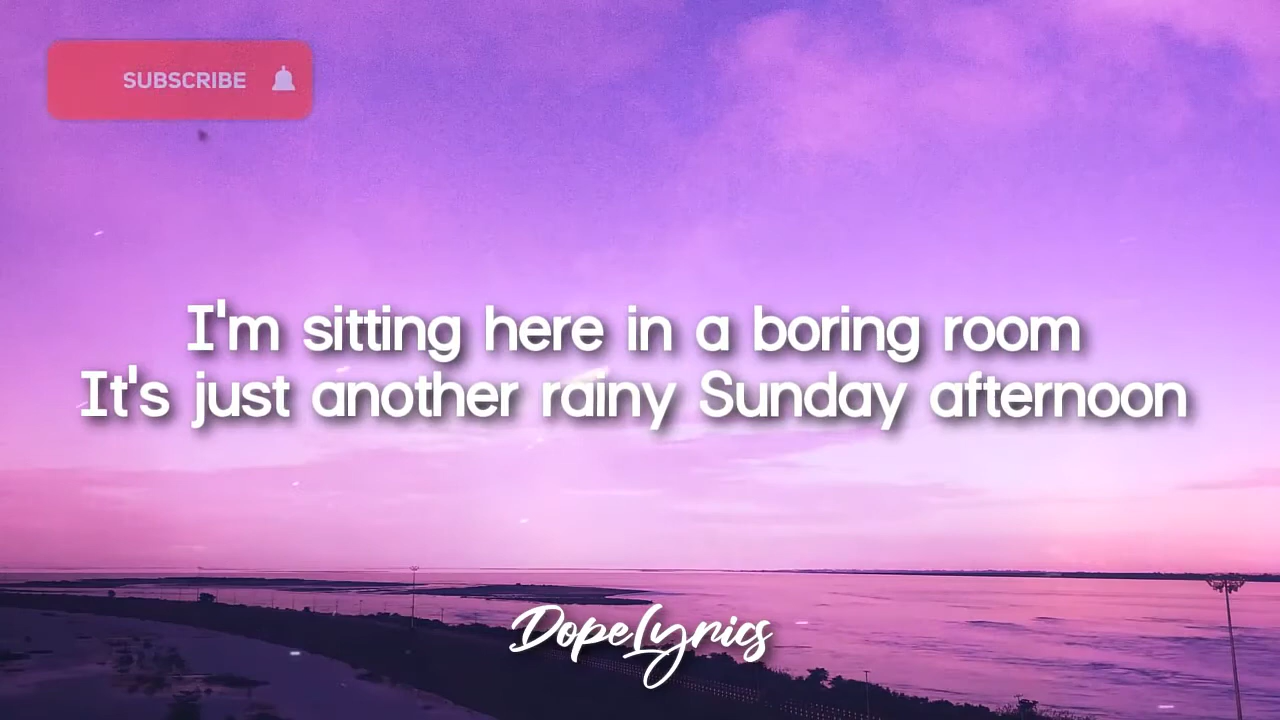 SUBSCRIBE
I'm sitting here in a boring room
It's just another rainy Sunday afternoon
DopeLyrics